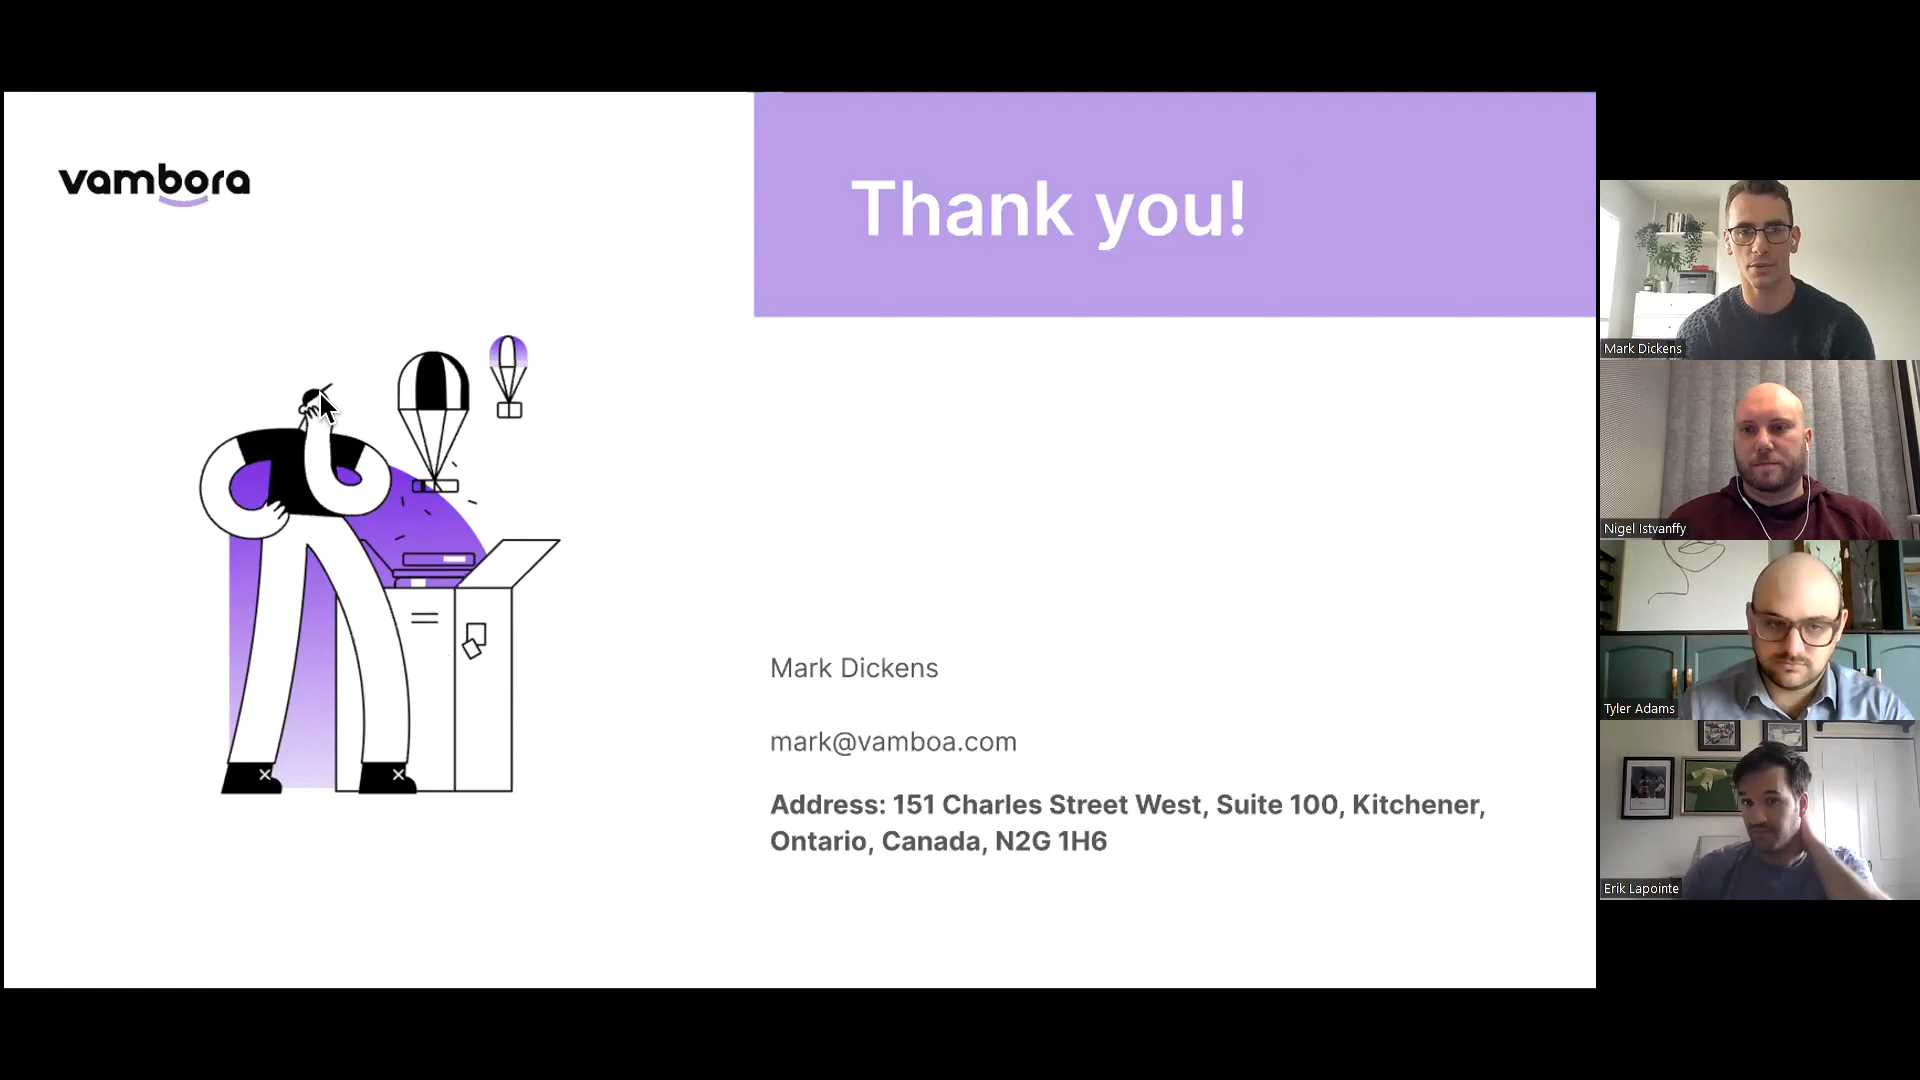 vambora
Thank you!
Mark Dickens
mark@vamboa.com
Address: 151 Charles Street West, Suite 100, Kitchener,
Ontario, Canada, N2G 1H6
Mark Dickens
Nigel Istvanffy
Tyler Adams
Erik Lapointe